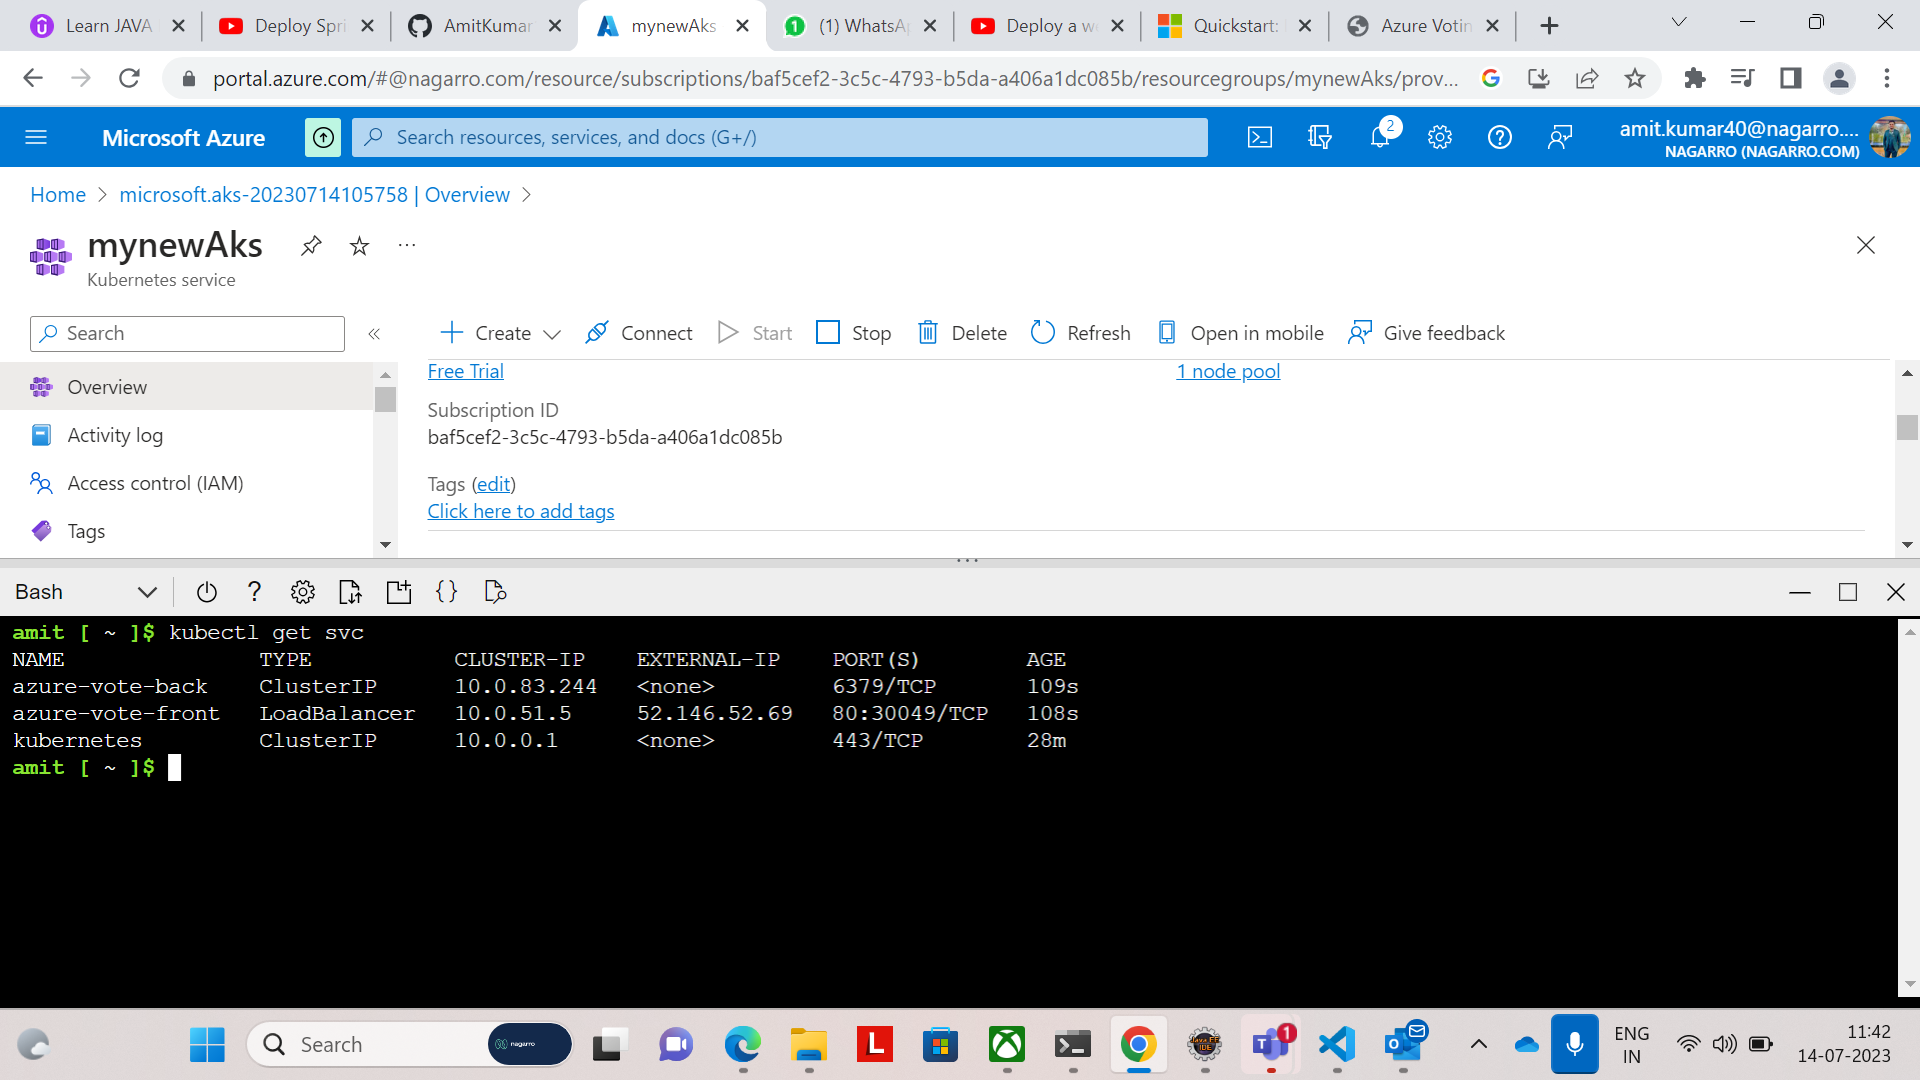 Learn JAVA
Deploy Spri
AmitKumar
mynewAks
(1) WhatsAp
Deploy a we
Quickstart:
Azure Votin
portal.azure.com/#@nagarro.com/resource/subscriptions/baf5cef2-3c5c-4793-b5da-a406a1dc085b/resourcegroups/mynewAks/prov...
Microsoft Azure
Search resources, services, and docs (G+/)
2
amit.kumar40@nagarro....
NAGARRO (NAGARRO.COM)
Home > microsoft.aks-20230714105758 | Overview >
mynewAks
Kubernetes service
Search
Create
Connect
Start
Stop
Delete
Refresh
Open in mobile
Give feedback
Overview
Activity log
Access control (IAM)
Tags
Free Trial
1 node pool
Subscription ID
baf5cef2-3c5c-4793-b5da-a406a1dc085b
Tags (edit)
Click here to add tags
Bash
amit [ ~ ]$ kubectl get svc
NAME TYPE CLUSTER-IP EXTERNAL-IP PORT(S) AGE
azure-vote-back ClusterIP 10.0.83.244 <none> 6379/TCP 109s
azure-vote-front LoadBalancer 10.0.51.5 52.146.52.69 80:30049/TCP 108s
kubernetes ClusterIP 10.0.0.1 <none> 443/TCP 28m
amit [ ~ ]$
Search
nagarro
1
ENG
IN
11:42
14-07-2023